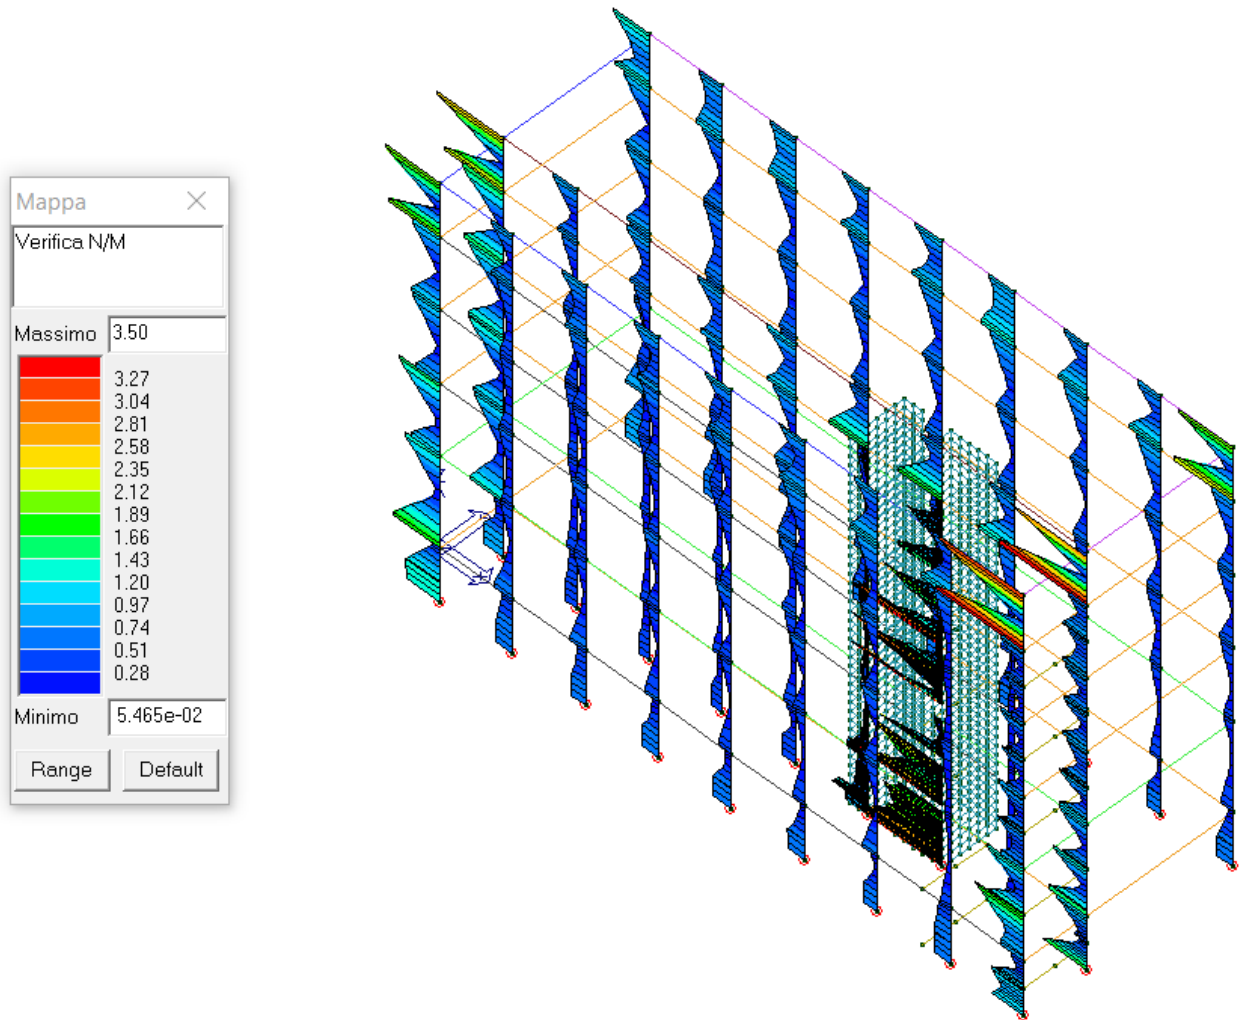 Mappa
Verifica N/M
Massimo 3.50
3.27
3.04
2.81
2.58
2.35
2.12
1.89
1.66
1.43
1.20
0.97
0.74
0.51
0.28
Minimo 5.465e-02
Range Default